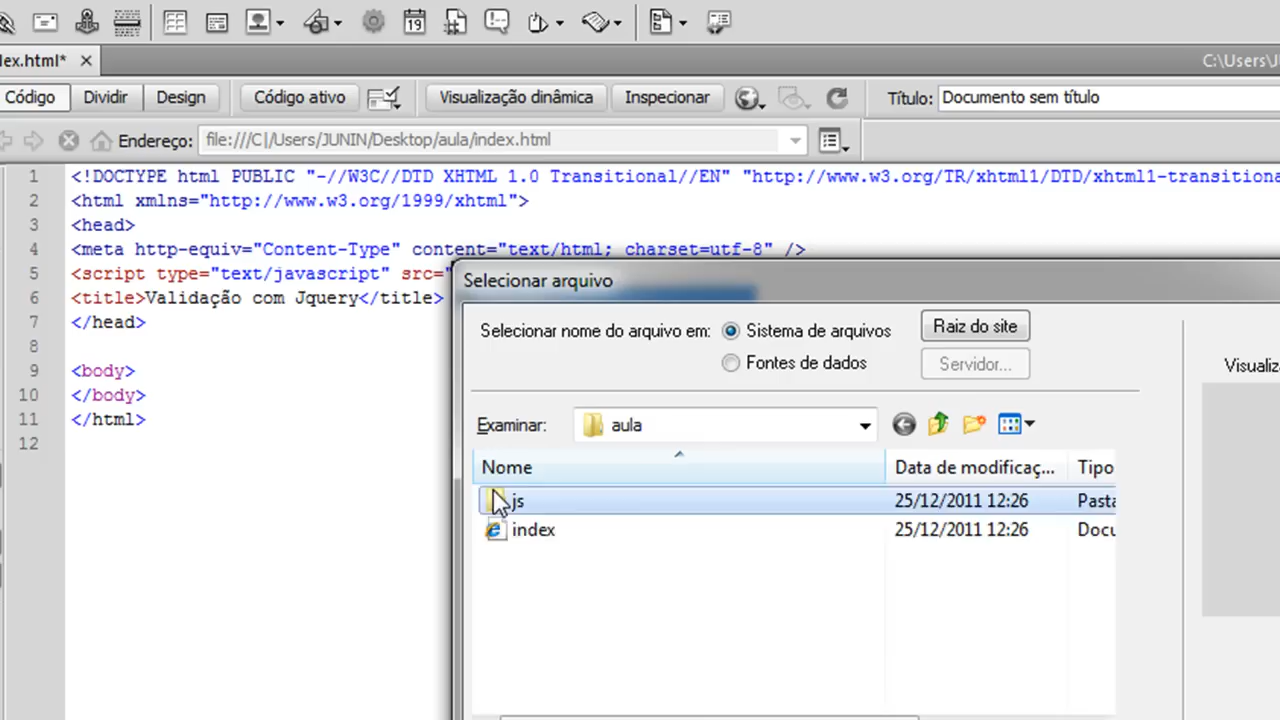 19
ex.html*
C:\Users\JU
Código Dividir Design Código ativo Visualização dinâmica Inspecionar Título: Documento sem título
Endereço: file:///C|/Users/JUNIN/Desktop/aula/index.html
1 <!DOCTYPE html PUBLIC "-//W3C//DTD XHTML 1.0 Transitional//EN" "http://www.w3.org/TR/xhtml1/DTD/xhtml1-transitiona
2 <html xmlns="http://www.w3.org/1999/xhtml">
3 <head>
4 <meta http-equiv="Content-Type" content="text/html; charset=utf-8" />
5 <script type="text/javascript" src="
6 <title>Validação com Jquery</title>
7 </head>
8
9 <body>
10 </body>
11 </html>
12
Selecionar arquivo
Selecionar nome do arquivo em: Sistema de arquivos Raiz do site
Fontes de dados Servidor...
Visualiz
Examinar: aula
Nome Data de modificaç... Tipo
js 25/12/2011 12:26 Pasta
index 25/12/2011 12:26 Docu